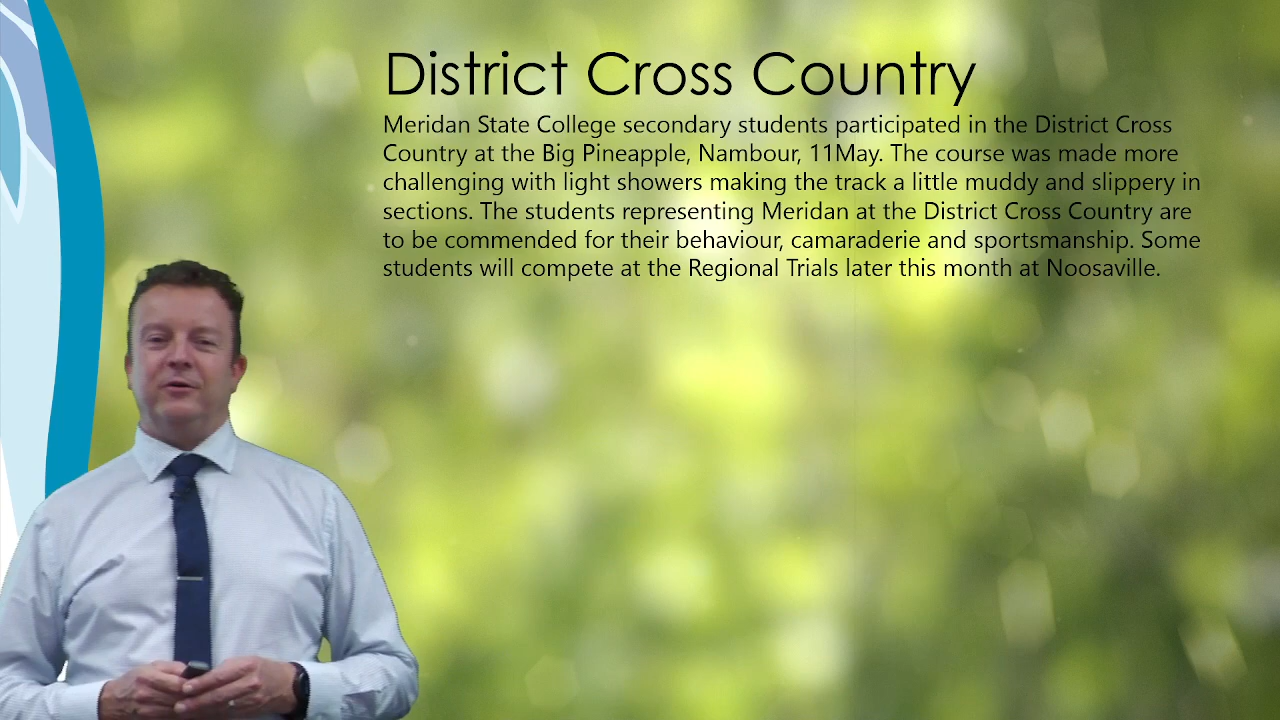 District Cross Country
Meridan State College secondary students participated in the District Cross
Country at the Big Pineapple, Nambour, 11May. The course was made more
challenging with light showers making the track a little muddy and slippery in
sections. The students representing Meridan at the District Cross Country are
to be commended for their behaviour, camaraderie and sportsmanship. Some
students will compete at the Regional Trials later this month at Noosaville.